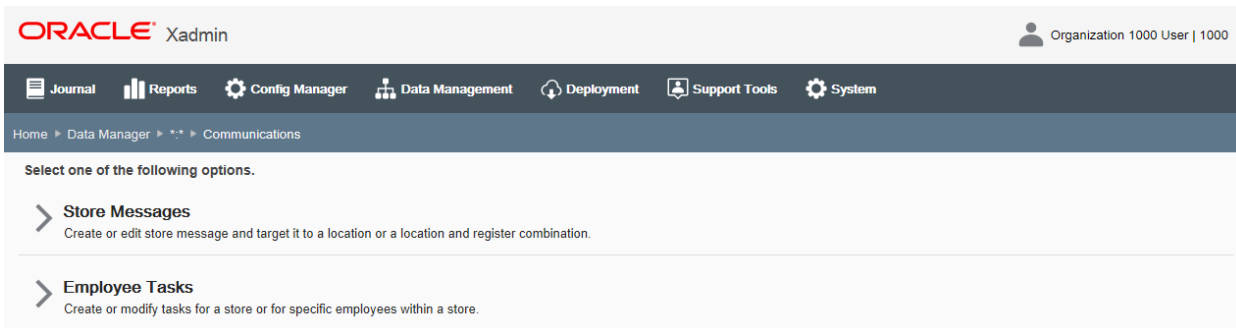 ORACLE® Xadmin
Organization 1000 User | 1000
Journal Reports Config Manager Data Management Deployment Support Tools System
Home ▸ Data Manager ▸ *:* ▸ Communications
Select one of the following options.
Store Messages
Create or edit store message and target it to a location or a location and register combination.
Employee Tasks
Create or modify tasks for a store or for specific employees within a store.